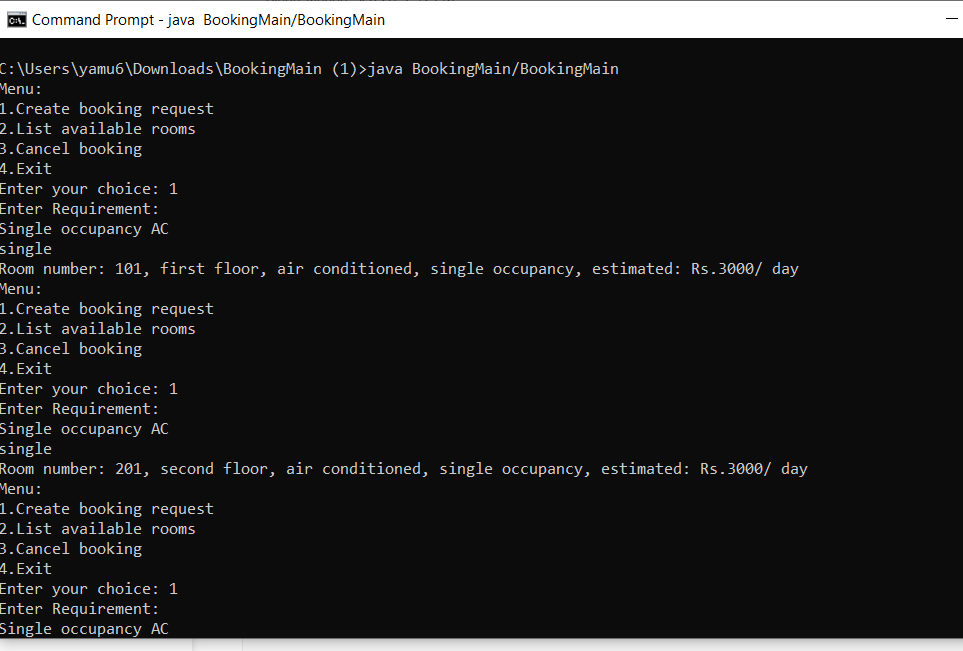 Command Prompt - java BookingMain/BookingMain
C:\Users\yamu6\Downloads\BookingMain (1)>java BookingMain/BookingMain
Menu:
1.Create booking request
2.List available rooms
3.Cancel booking
4.Exit
Enter your choice: 1
Enter Requirement:
Single occupancy AC
single
Room number: 101, first floor, air conditioned, single occupancy, estimated: Rs.3000/ day
Menu:
1.Create booking request
2.List available rooms
3.Cancel booking
4.Exit
Enter your choice: 1
Enter Requirement:
Single occupancy AC
single
Room number: 201, second floor, air conditioned, single occupancy, estimated: Rs.3000/ day
Menu:
1.Create booking request
2.List available rooms
3.Cancel booking
4.Exit
Enter your choice: 1
Enter Requirement:
Single occupancy AC